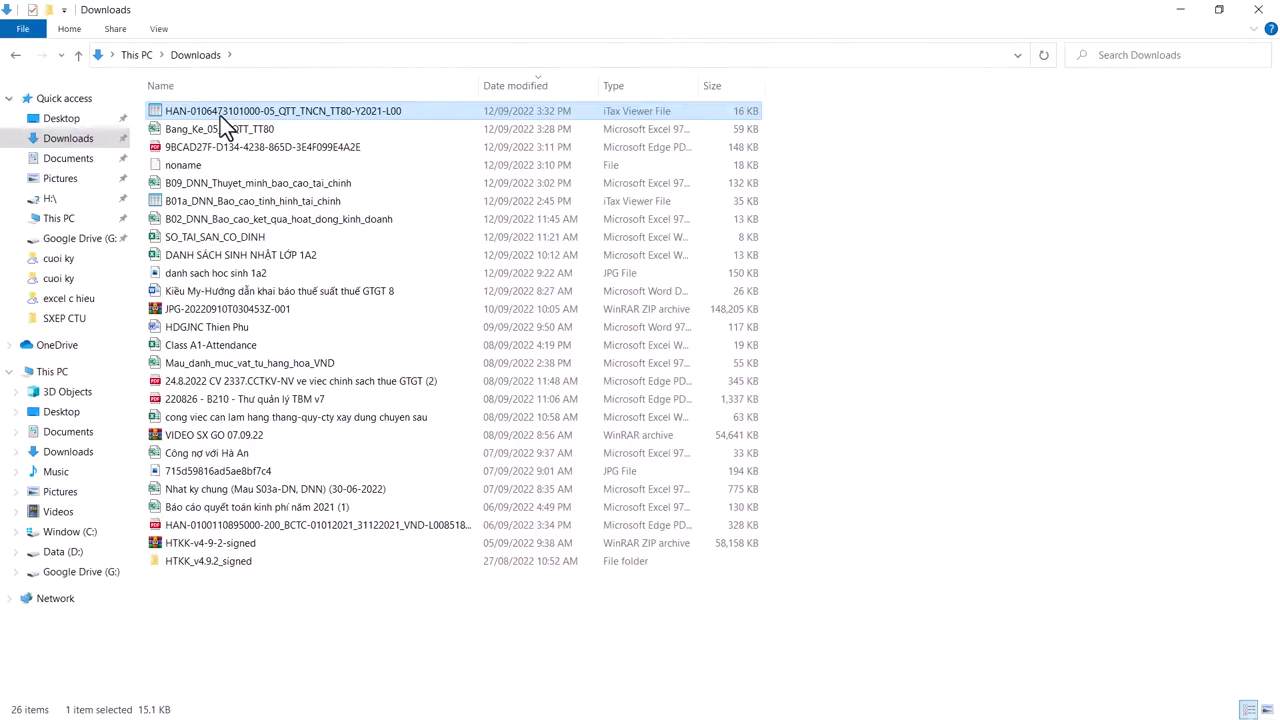 Downloads
File Home Share View
This PC Downloads Search Downloads
Name Date modified Type Size
Quick access
Desktop
Downloads
Documents
Pictures
H:\
This PC
Google Drive (G:
cuoi ky
cuoi ky
excel c hieu
SXEP CTU
OneDrive
This PC
3D Objects
Desktop
Documents
Downloads
Music
Pictures
Videos
Window (C:)
Data (D:)
Google Drive (G:)
Network
HAN-0106473101000-05_QTT_TNCN_TT80-Y2021-L00 12/09/2022 3:32 PM iTax Viewer File 16 KB
Bang_Ke_05 QTT_TT80 12/09/2022 3:28 PM Microsoft Excel 97... 59 KB
9BCAD27F-D134-4238-865D-3E4F099E4A2E 12/09/2022 3:11 PM Microsoft Edge PD... 148 KB
noname 12/09/2022 3:10 PM File 18 KB
B09_DNN_Thuyet_minh_bao_cao_tai_chinh 12/09/2022 3:02 PM Microsoft Excel 97... 132 KB
B01a_DNN_Bao_cao_tinh_hinh_tai_chinh 12/09/2022 2:45 PM iTax Viewer File 35 KB
B02_DNN_Bao_cao_ket_qua_hoat_dong_kinh_doanh 12/09/2022 11:45 AM Microsoft Excel 97... 13 KB
SO_TAI_SAN_CO_DINH 12/09/2022 11:21 AM Microsoft Excel W... 8 KB
DANH SÁCH SINH NHẬT LỚP 1A2 12/09/2022 10:12 AM Microsoft Excel W... 13 KB
danh sach hoc sinh 1a2 12/09/2022 9:22 AM JPG File 150 KB
Kiều My-Hướng dẫn khai báo thuế suất thuế GTGT 8 12/09/2022 8:27 AM Microsoft Word D... 26 KB
JPG-20220910T030453Z-001 10/09/2022 10:05 AM WinRAR ZIP archive 148,205 KB
HDGJNC Thien Phu 09/09/2022 9:50 AM Microsoft Word 97... 117 KB
Class A1-Attendance 08/09/2022 4:19 PM Microsoft Excel W... 19 KB
Mau_danh_muc_vat_tu_hang_hoa_VND 08/09/2022 2:38 PM Microsoft Excel 97... 55 KB
24.8.2022 CV 2337.CCTKV-NV ve viec chinh sach thue GTGT (2) 08/09/2022 11:48 AM Microsoft Edge PD... 345 KB
220826 - B210 - Thư quản lý TBM v7 08/09/2022 11:06 AM Microsoft Edge PD... 1,337 KB
cong viec can lam hang thang-quy-cty xay dung chuyen sau 08/09/2022 10:58 AM Microsoft Excel W... 63 KB
VIDEO SX GO 07.09.22 08/09/2022 8:56 AM WinRAR archive 54,641 KB
Công nợ với Hà An 07/09/2022 9:37 AM Microsoft Excel 97... 33 KB
715d59816ad5ae8bf7c4 07/09/2022 9:01 AM JPG File 194 KB
Nhat ky chung (Mau S03a-DN, DNN) (30-06-2022) 07/09/2022 8:35 AM Microsoft Excel 97... 775 KB
Báo cáo quyết toán kinh phí năm 2021 (1) 06/09/2022 4:49 PM Microsoft Excel 97... 130 KB
HAN-0100110895000-200_BCTC-01012021_31122021_VND-L008518... 06/09/2022 3:34 PM Microsoft Edge PD... 328 KB
HTKK-v4-9-2-signed 05/09/2022 9:38 AM WinRAR ZIP archive 58,158 KB
HTKK_v4.9.2_signed 27/08/2022 10:52 AM File folder
26 items 1 item selected 15.1 KB